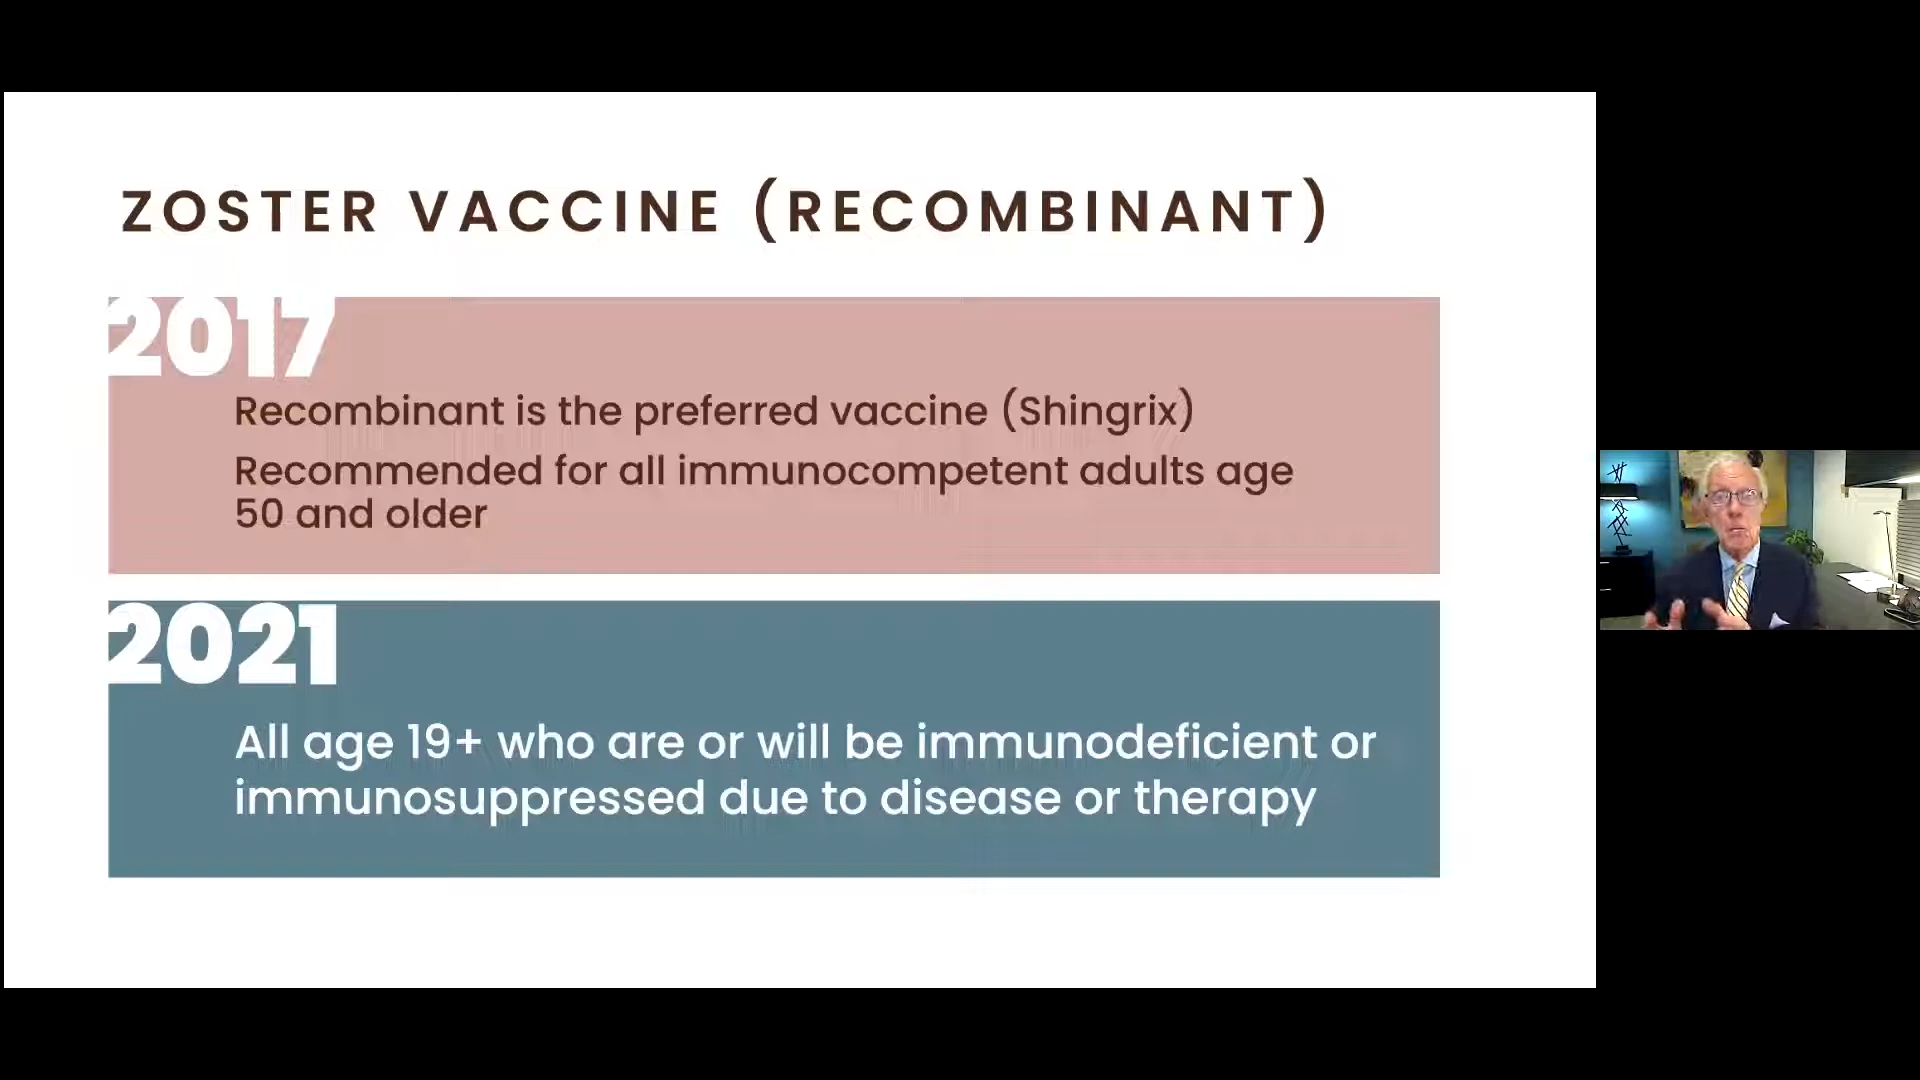 ZOSTER VACCINE (RECOMBINANT)
2017
Recombinant is the preferred vaccine (Shingrix)
Recommended for all immunocompetent adults age
50 and older
2021
All age 19+ who are or will be immunodeficient or
immunosuppressed due to disease or therapy